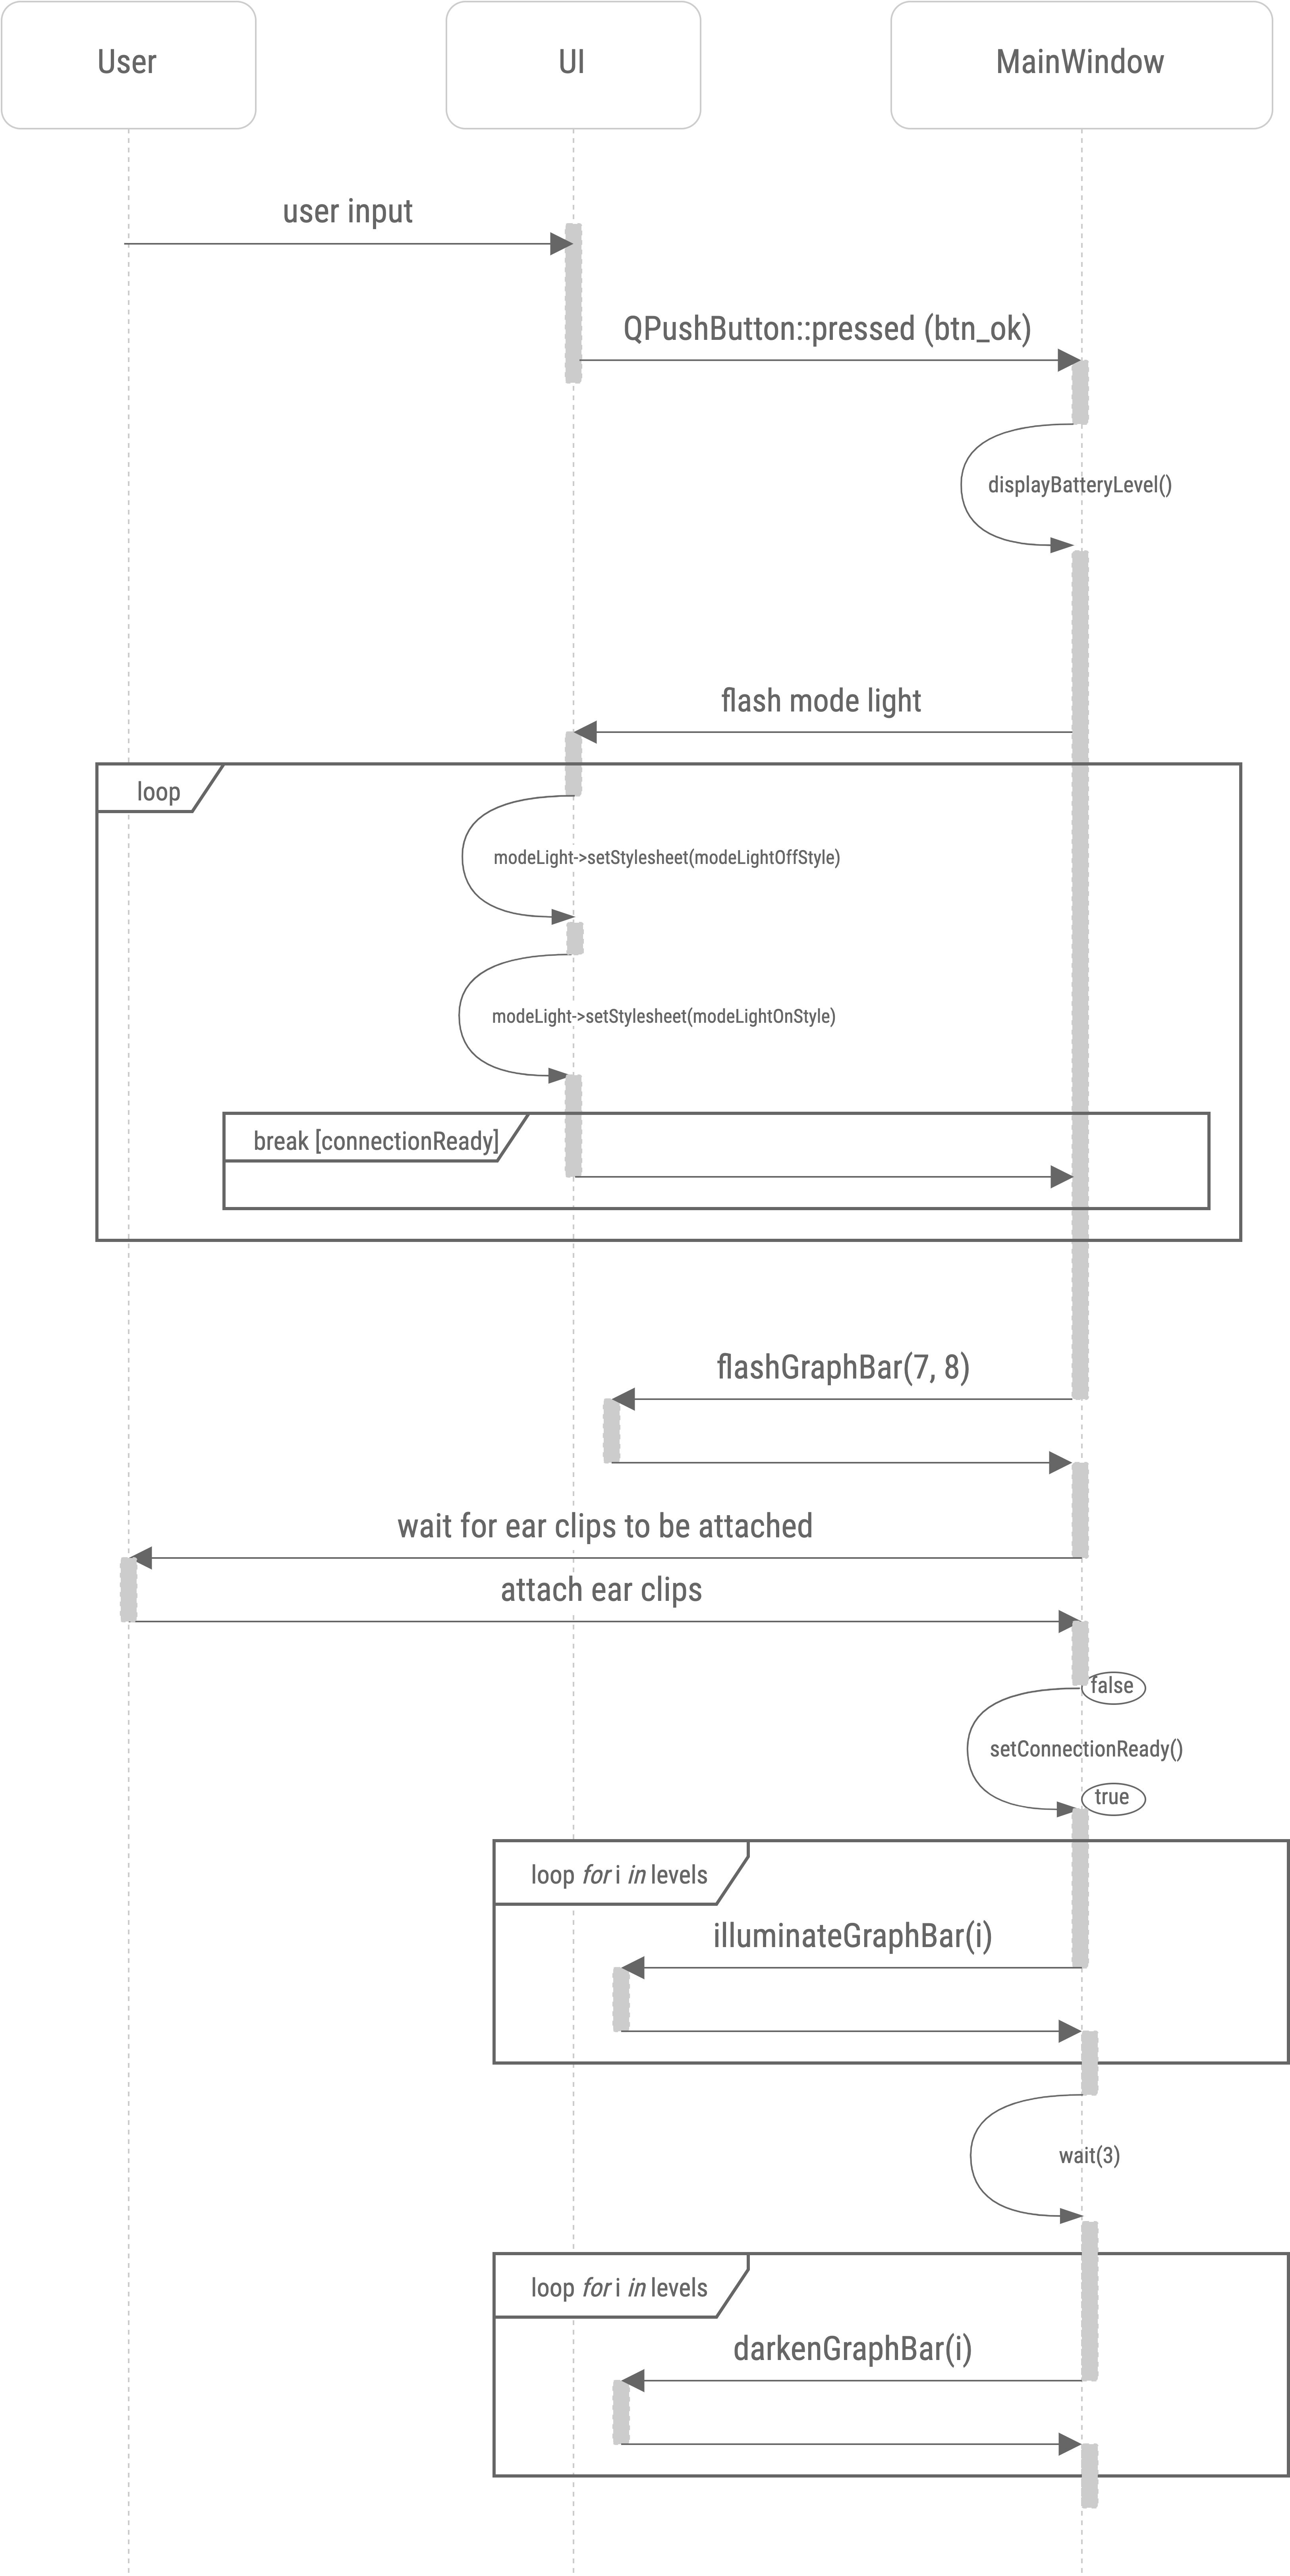 User
UI
MainWindow
user input
QPushButton::pressed (btn_ok)
displayBatteryLevel()
flash mode light
loop
modeLight->setStylesheet(modeLightOffStyle)
modeLight->setStylesheet(modeLightOnStyle)
break [connectionReady]
flashGraphBar(7, 8)
wait for ear clips to be attached
attach ear clips
false
setConnectionReady()
true
loop for i in levels
illuminateGraphBar(i)
wait(3)
loop for i in levels
darkenGraphBar(i)